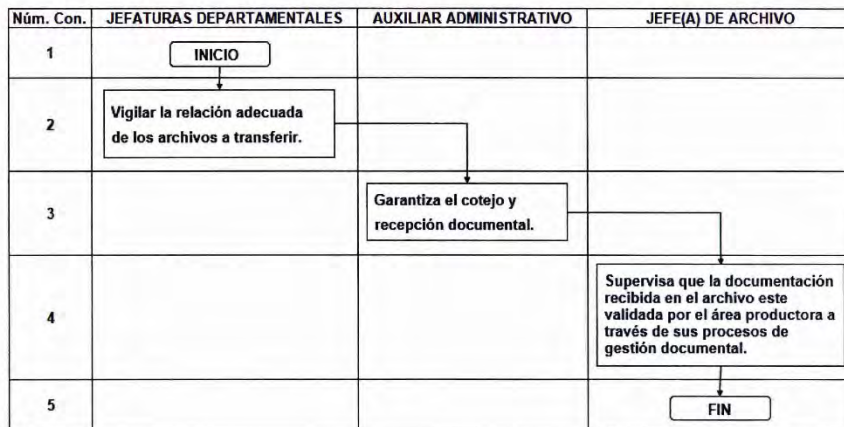 Núm. Con. JEFATURAS DEPARTAMENTALES AUXILIAR ADMINISTRATIVO JEFE(A) DE ARCHIVO
1 INICIO
2 Vigilar la relación adecuada
de los archivos a transferir.
3 Garantiza el cotejo y
recepción documental.
4 Supervisa que la documentación
recibida en el archivo este
validada por el área productora a
través de sus procesos de
gestión documental.
5 FIN